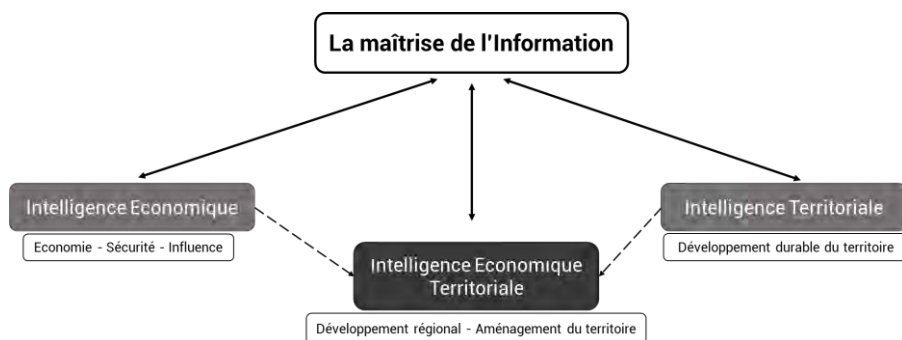 La maîtrise de l'Information
Intelligence Economique
Economie - Sécurité - Influence
Intelligence Territoriale
Développement durable du territoire
Intelligence Economique
Territoriale
Développement régional - Aménagement du territoire